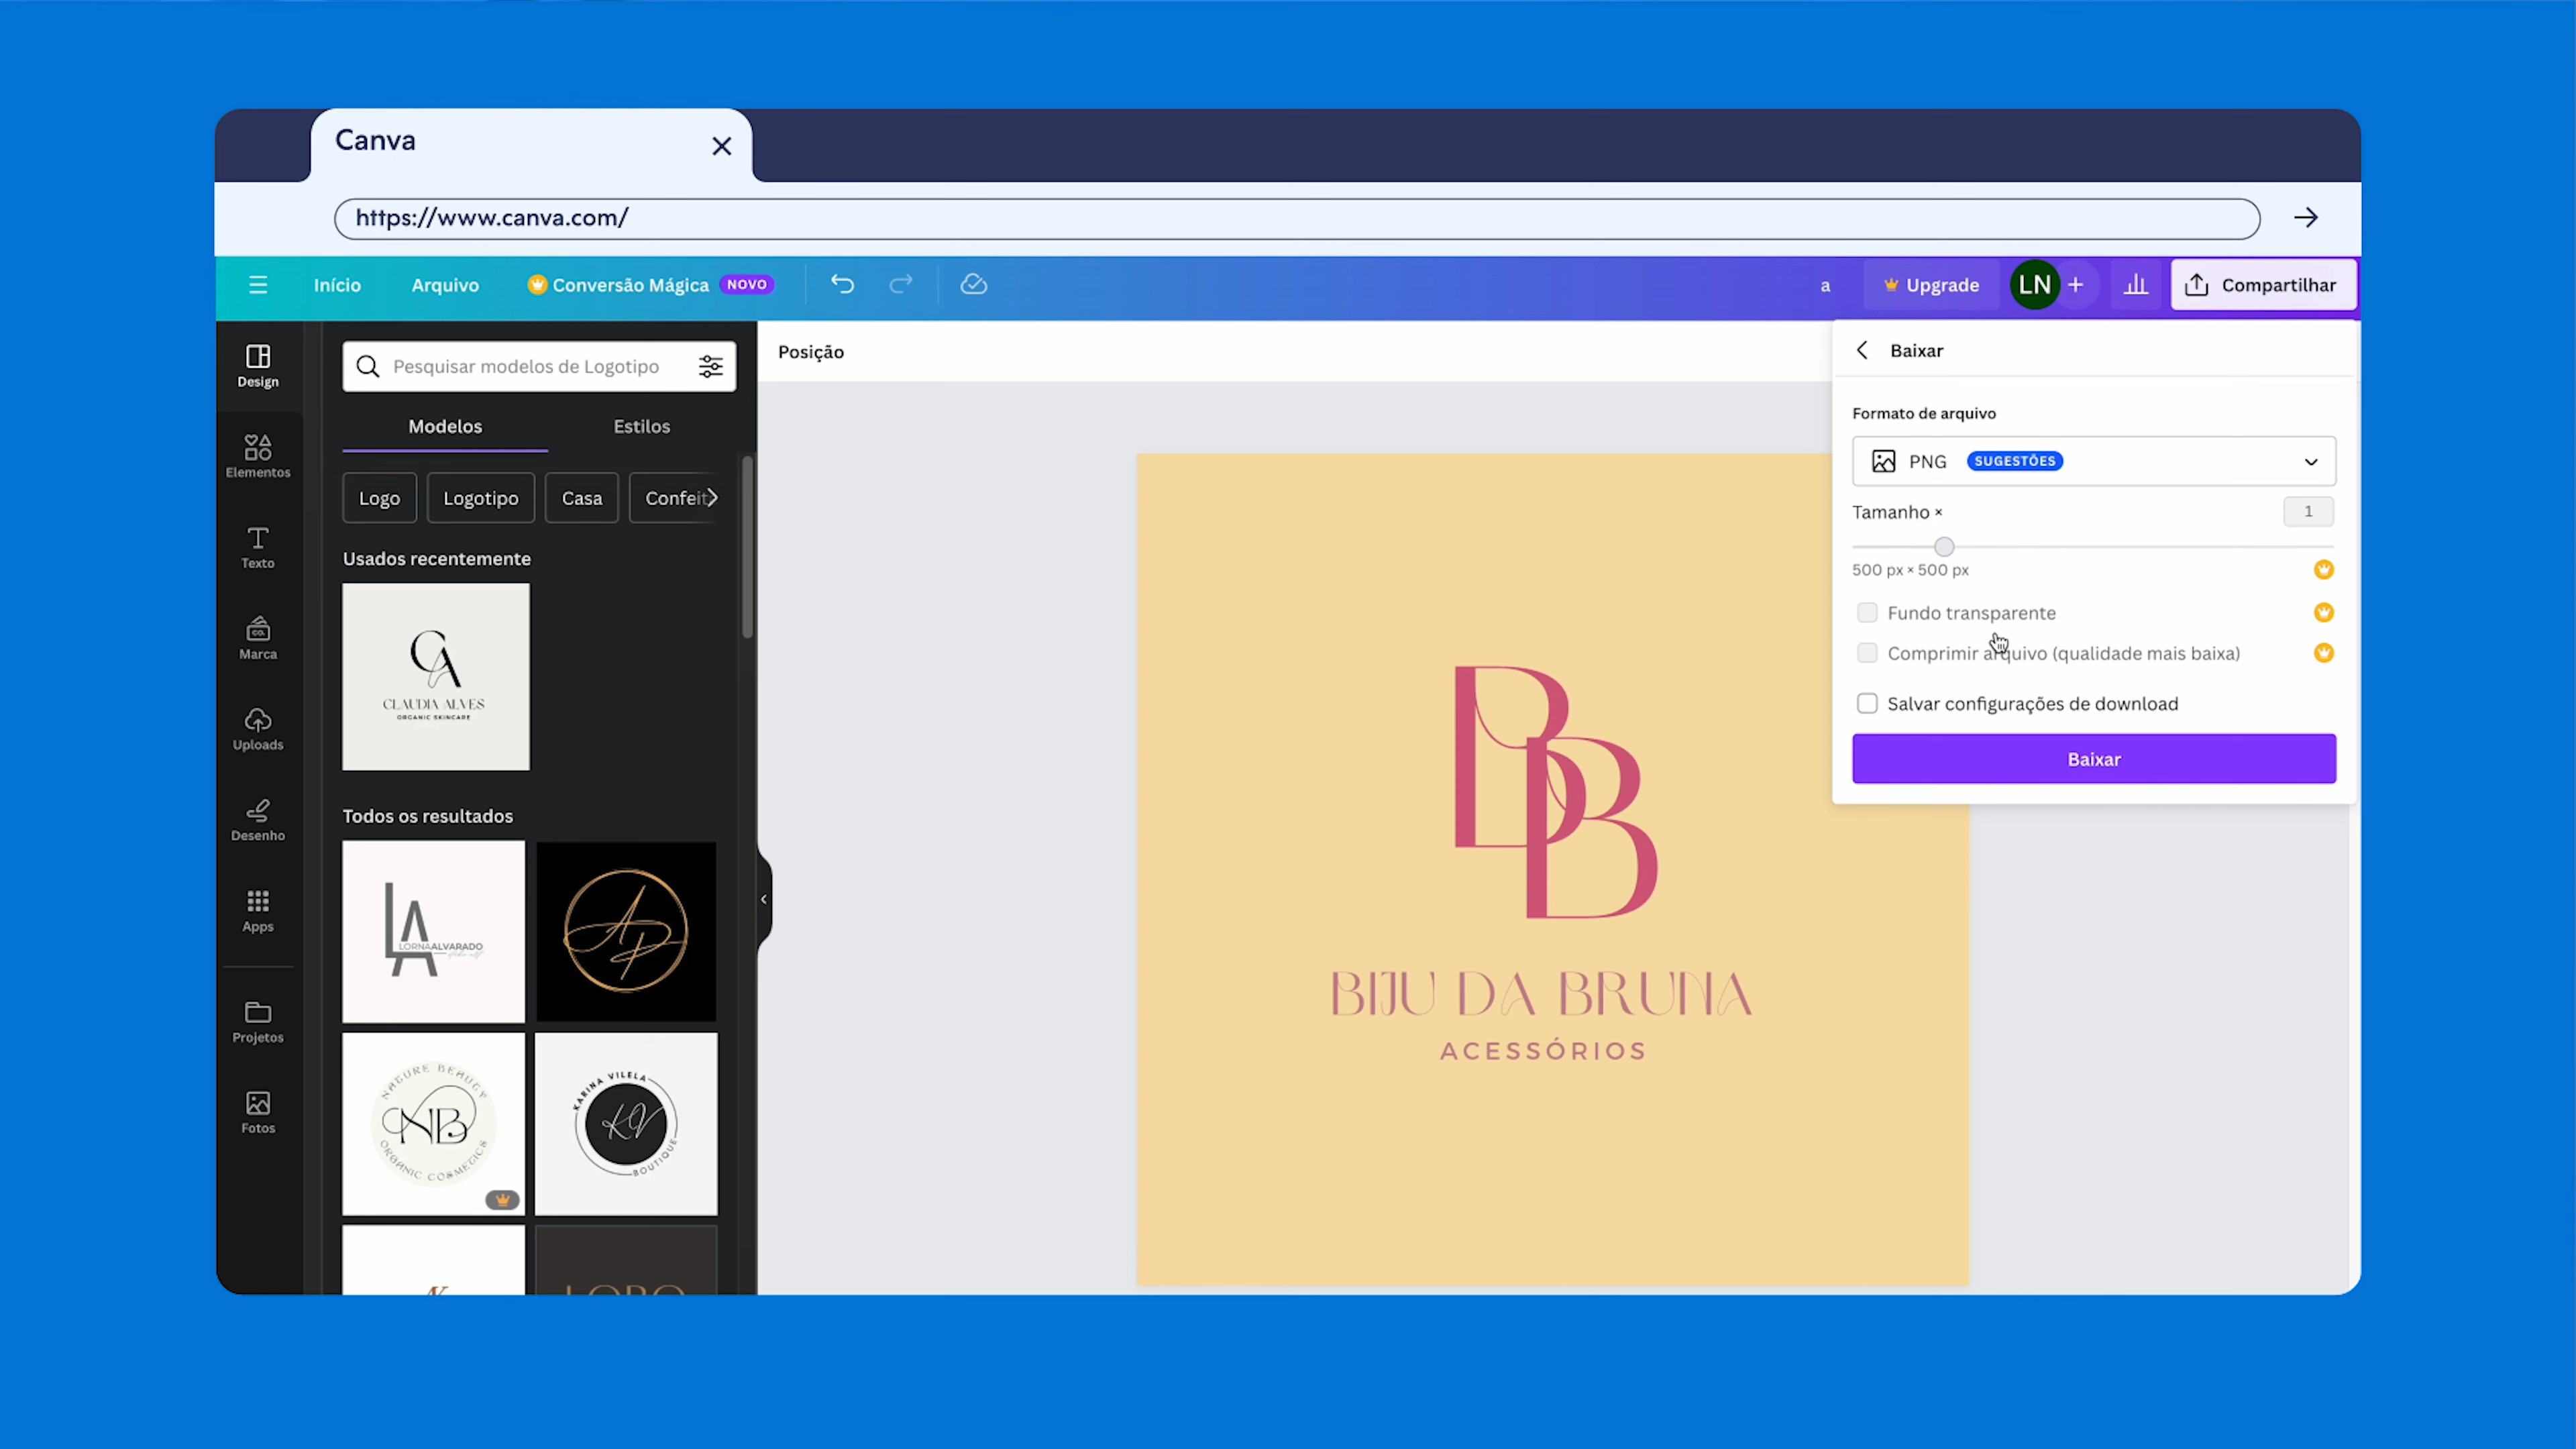 Canva
https://www.canva.com/
Início
Arquivo
Conversão Mágica NOVO
a
Upgrade
LN
Compartilhar
Design
Elementos
Texto
Marca
Uploads
Desenho
Apps
Projetos
Fotos
Pesquisar modelos de Logotipo
Modelos
Estilos
Logo
Logotipo
Casa
Confeit
Usados recentemente
CA
CLAUDIA ALVES
ORGANIC SKINCARE
Todos os resultados
LA
LORNAALVARADO
AP
NATURE BEAUTY
NB
ORGANIC COSMETICS
KARINA VILELA
KV
BOUTIQUE
Posição
BB
BIJU DA BRUNA
ACESSÓRIOS
Baixar
Formato de arquivo
PNG SUGESTÕES
Tamanho ×
1
500 px × 500 px
Fundo transparente
Comprimir arquivo (qualidade mais baixa)
Salvar configurações de download
Baixar